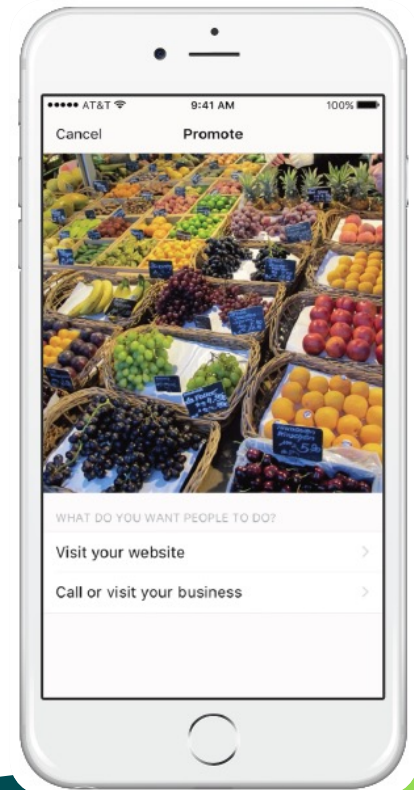 AT&T 9:41 AM 100%
Cancel Promote
WHAT DO YOU WANT PEOPLE TO DO?
Visit your website
Call or visit your business